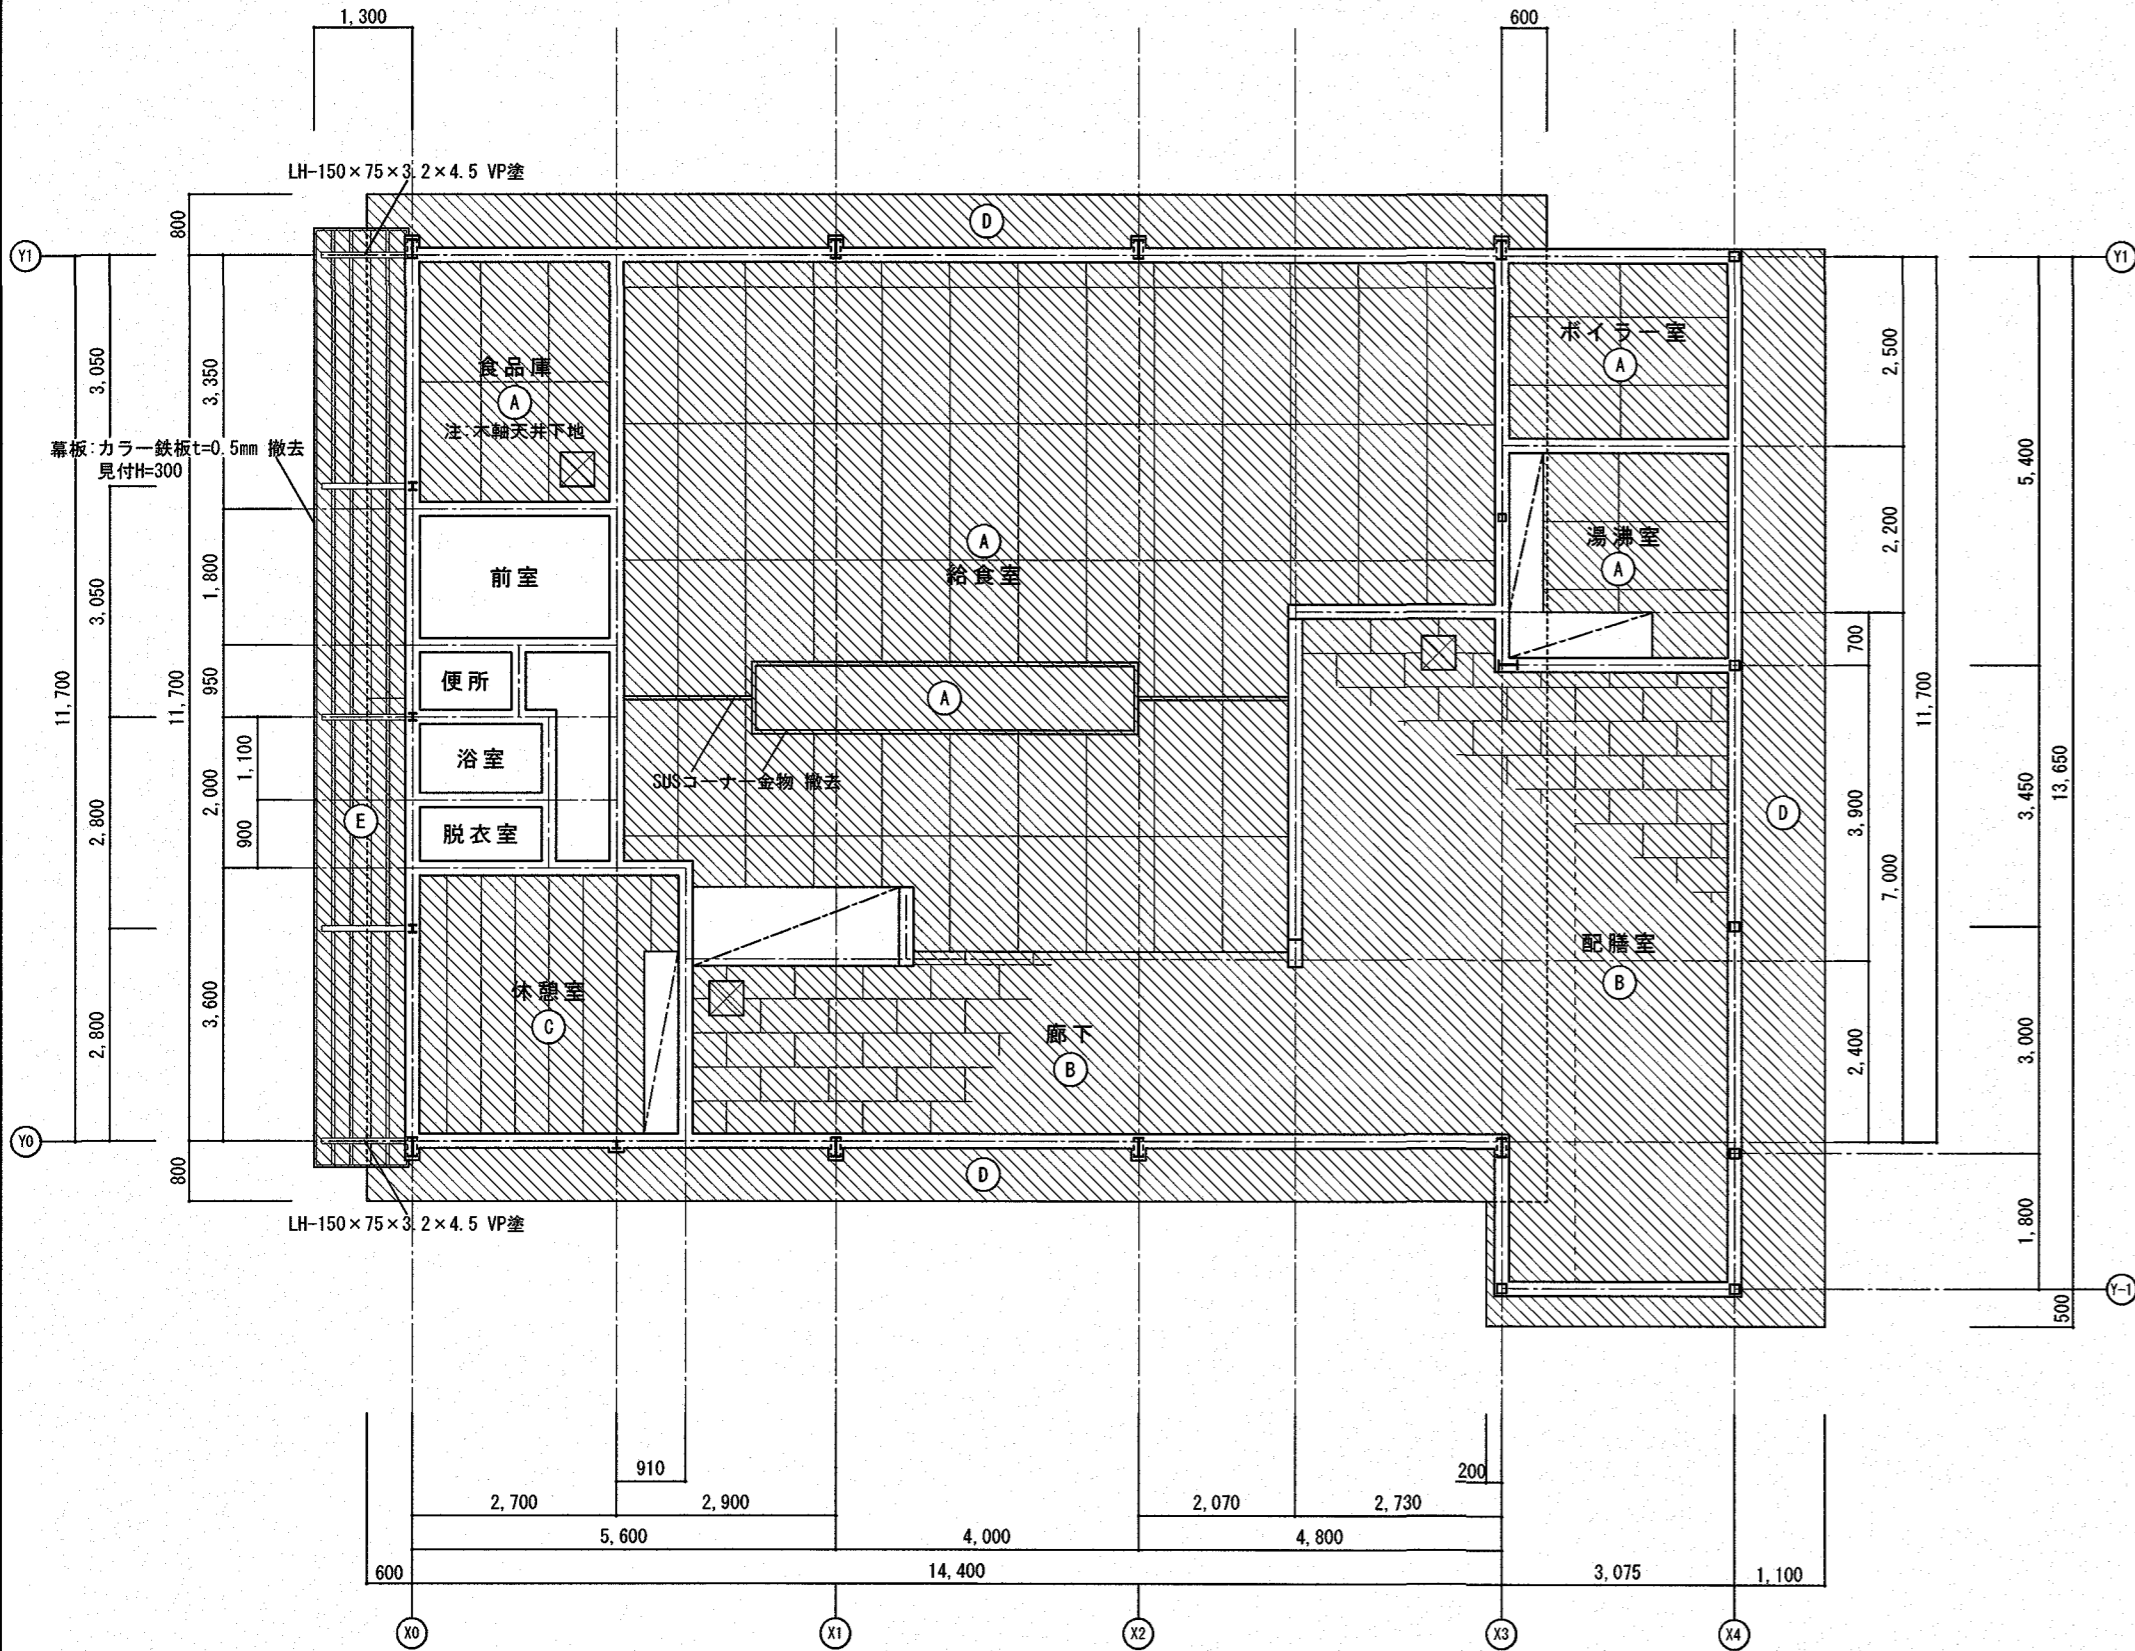 1,300
600
LH-150×75×3.2×4.5 VP塗
800
D
Y1
Y1
3,050
3,350
食品庫
A
注:木軸天井下地
ボイラー室
A
2,500
5,400
幕板:カラー鉄板t=0.5mm 撤去
見付H=300
A
給食室
湯沸室
A
2,200
3,050
1,800
前室
700
11,700
11,700
950
便所
A
11,700
13,650
1,100
浴室
SUSコーナー金物 撤去
2,800
2,000
900
E
脱衣室
D
3,900
3,450
7,000
配膳室
B
休憩室
C
廊下
B
3,600
2,800
2,400
3,000
Y0
800
D
1,800
LH-150×75×3.2×4.5 VP塗
Y-1
500
910
200
2,700
2,900
2,070
2,730
5,600
4,000
4,800
600
14,400
3,075
1,100
X0
X1
X2
X3
X4